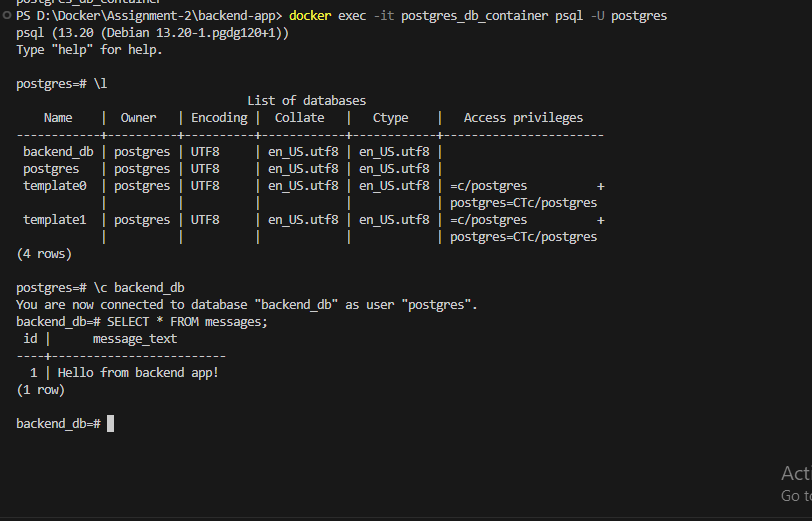 postgres_db_container
PS D:\Docker\Assignment-2\backend-app> docker exec -it postgres_db_container psql -U postgres
psql (13.20 (Debian 13.20-1.pgdg120+1))
Type "help" for help.

postgres=# \l
                                 List of databases
    Name    |  Owner   | Encoding |  Collate   |   Ctype    |   Access privileges
------------+----------+----------+------------+------------+-----------------------
 backend_db | postgres | UTF8     | en_US.utf8 | en_US.utf8 |
 postgres   | postgres | UTF8     | en_US.utf8 | en_US.utf8 |
 template0  | postgres | UTF8     | en_US.utf8 | en_US.utf8 | =c/postgres          +
            |          |          |            |            | postgres=CTc/postgres
 template1  | postgres | UTF8     | en_US.utf8 | en_US.utf8 | =c/postgres          +
            |          |          |            |            | postgres=CTc/postgres
(4 rows)

postgres=# \c backend_db
You are now connected to database "backend_db" as user "postgres".
backend_db=# SELECT * FROM messages;
 id |      message_text
----+-------------------------
  1 | Hello from backend app!
(1 row)

backend_db=#
Acti
Go to